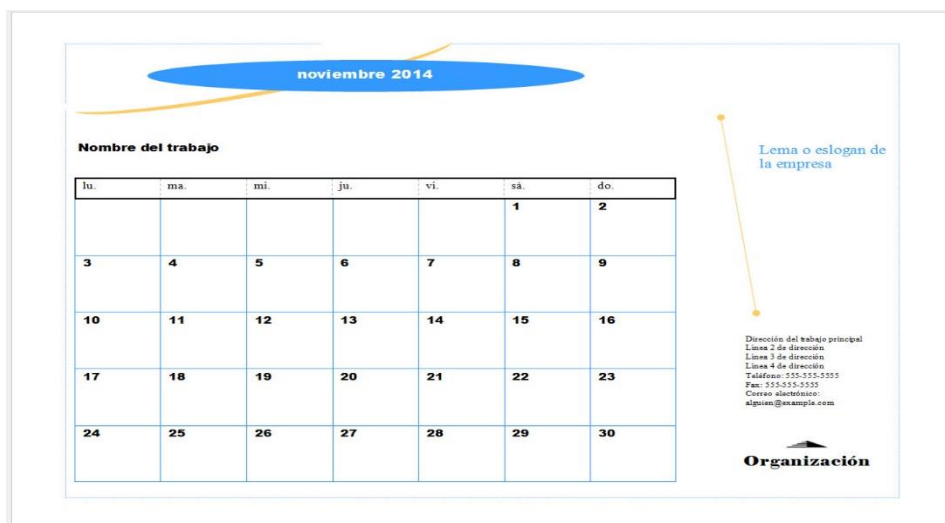 noviembre 2014
Nombre del trabajo
lu. ma. mi. ju. vi. sá. do.
1 2
3 4 5 6 7 8 9
10 11 12 13 14 15 16
17 18 19 20 21 22 23
24 25 26 27 28 29 30
Lema o eslogan de
la empresa
Dirección del trabajo principal
Línea 2 de dirección
Línea 3 de dirección
Línea 4 de dirección
Teléfono: 555-555-5555
Fax: 555-555-5555
Correo electrónico:
alguien@example.com
Organización